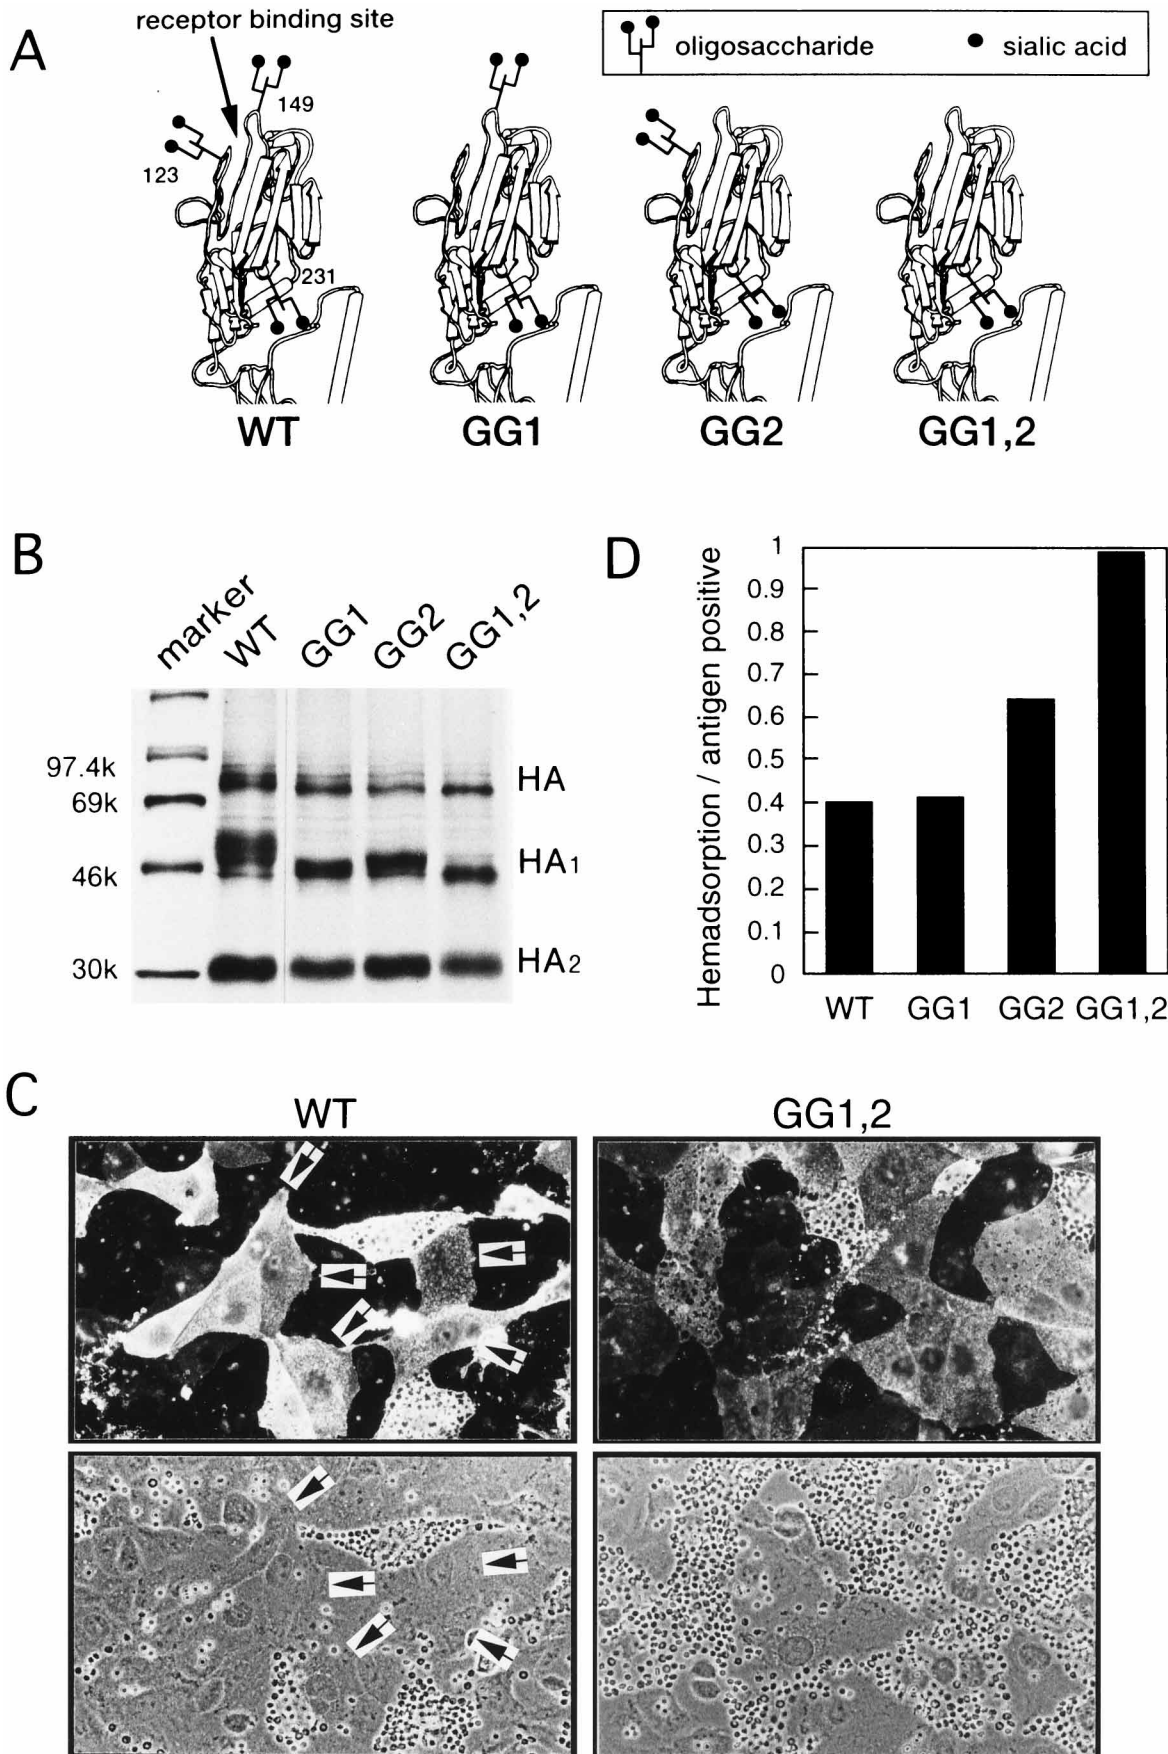 A
receptor binding site
oligosaccharide
sialic acid
149
123
231
WT
GG1
GG2
GG1,2
B
marker
WT
GG1
GG2
GG1,2
97.4k
69k
46k
30k
HA
HA1
HA2
D
Hemadsorption / antigen positive
1
0.9
0.8
0.7
0.6
0.5
0.4
0.3
0.2
0.1
0
WT GG1 GG2 GG1,2
C
WT
GG1,2